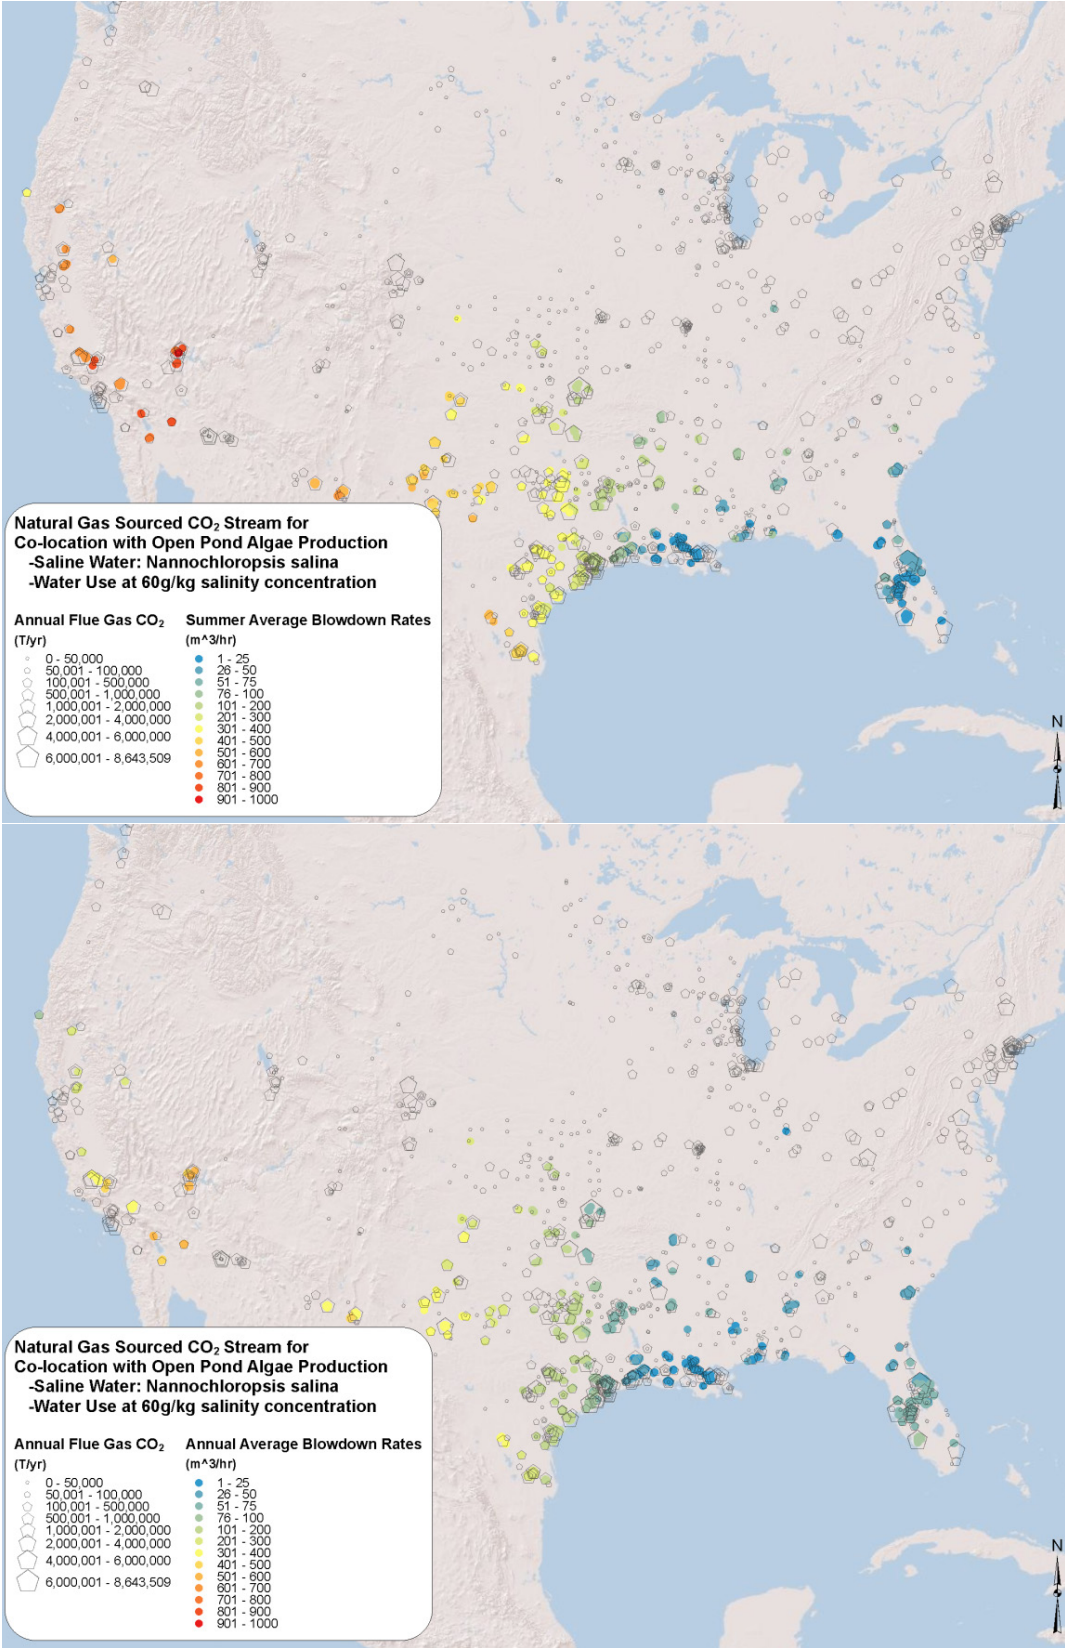 Natural Gas Sourced CO₂ Stream for
Co-location with Open Pond Algae Production
-Saline Water: Nannochloropsis salina
-Water Use at 60g/kg salinity concentration
Annual Flue Gas CO₂
(T/yr)
0 - 50,000
50,001 - 100,000
100,001 - 500,000
500,001 - 1,000,000
1,000,001 - 2,000,000
2,000,001 - 4,000,000
4,000,001 - 6,000,000
6,000,001 - 8,643,509
Summer Average Blowdown Rates
(m^3/hr)
1 - 25
26 - 50
51 - 75
76 - 100
101 - 200
201 - 300
301 - 400
401 - 500
501 - 600
601 - 700
701 - 800
801 - 900
901 - 1000
N
Natural Gas Sourced CO₂ Stream for
Co-location with Open Pond Algae Production
-Saline Water: Nannochloropsis salina
-Water Use at 60g/kg salinity concentration
Annual Flue Gas CO₂
(T/yr)
0 - 50,000
50,001 - 100,000
100,001 - 500,000
500,001 - 1,000,000
1,000,001 - 2,000,000
2,000,001 - 4,000,000
4,000,001 - 6,000,000
6,000,001 - 8,643,509
Annual Average Blowdown Rates
(m^3/hr)
1 - 25
26 - 50
51 - 75
76 - 100
101 - 200
201 - 300
301 - 400
401 - 500
501 - 600
601 - 700
701 - 800
801 - 900
901 - 1000
N